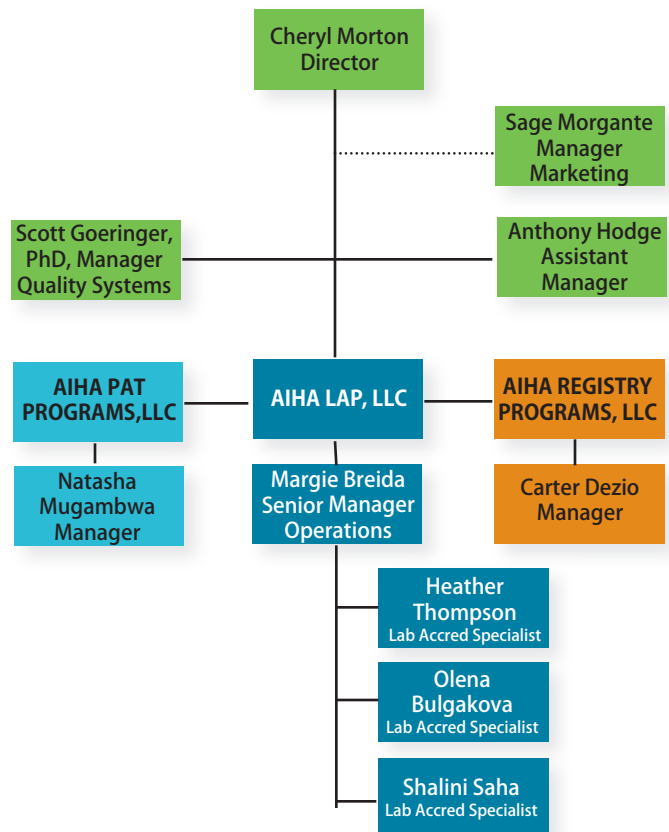 Cheryl Morton
Director
Sage Morgante
Manager
Marketing
Scott Goeringer,
PhD, Manager
Quality Systems
Anthony Hodge
Assistant
Manager
AIHA PAT
PROGRAMS,LLC
AIHA LAP, LLC
AIHA REGISTRY
PROGRAMS, LLC
Natasha
Mugambwa
Manager
Margie Breida
Senior Manager
Operations
Carter Dezio
Manager
Heather
Thompson
Lab Accred Specialist
Olena
Bulgakova
Lab Accred Specialist
Shalini Saha
Lab Accred Specialist